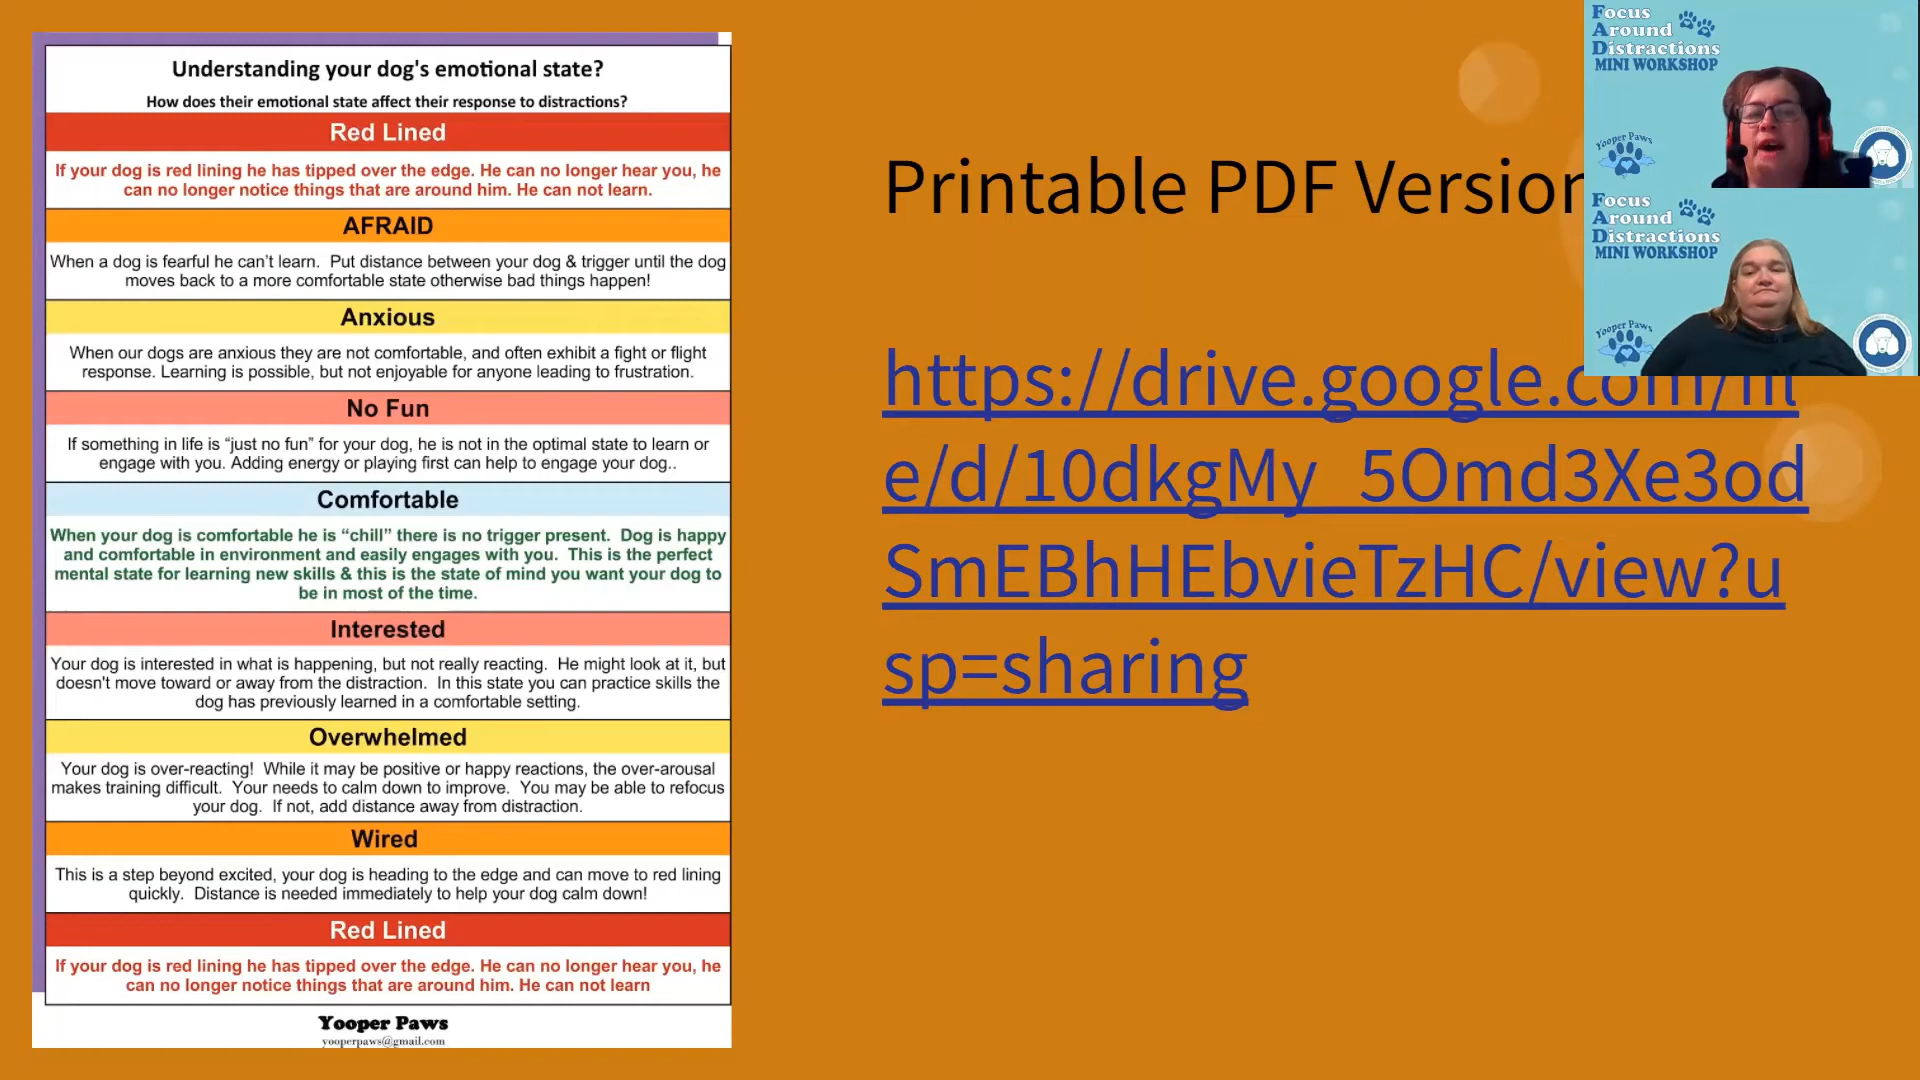 Understanding your dog's emotional state?
How does their emotional state affect their response to distractions?
Red Lined
If your dog is red lining he has tipped over the edge. He can no longer hear you, he
can no longer notice things that are around him. He can not learn.
AFRAID
When a dog is fearful he can't learn. Put distance between your dog & trigger until the dog
moves back to a more comfortable state otherwise bad things happen!
Anxious
When our dogs are anxious they are not comfortable, and often exhibit a fight or flight
response. Learning is possible, but not enjoyable for anyone leading to frustration.
No Fun
If something in life is “just no fun” for your dog, he is not in the optimal state to learn or
engage with you. Adding energy or playing first can help to engage your dog..
Comfortable
When your dog is comfortable he is “chill” there is no trigger present. Dog is happy
and comfortable in environment and easily engages with you. This is the perfect
mental state for learning new skills & this is the state of mind you want your dog to
be in most of the time.
Interested
Your dog is interested in what is happening, but not really reacting. He might look at it, but
doesn't move toward or away from the distraction. In this state you can practice skills the
dog has previously learned in a comfortable setting.
Overwhelmed
Your dog is over-reacting! While it may be positive or happy reactions, the over-arousal
makes training difficult. Your needs to calm down to improve. You may be able to refocus
your dog. If not, add distance away from distraction.
Wired
This is a step beyond excited, your dog is heading to the edge and can move to red lining
quickly. Distance is needed immediately to help your dog calm down!
Red Lined
If your dog is red lining he has tipped over the edge. He can no longer hear you, he
can no longer notice things that are around him. He can not learn
Yooper Paws
yooperpaws@gmail.com
Printable PDF Version
https://drive.google.com/fil
e/d/10dkgMy_5Omd3Xe3od
SmEBhHEbvieTzHC/view?u
sp=sharing
Focus
Around
Distractions
MINI WORKSHOP
Yooper Paws
Focus
Around
Distractions
MINI WORKSHOP
Yooper Paws